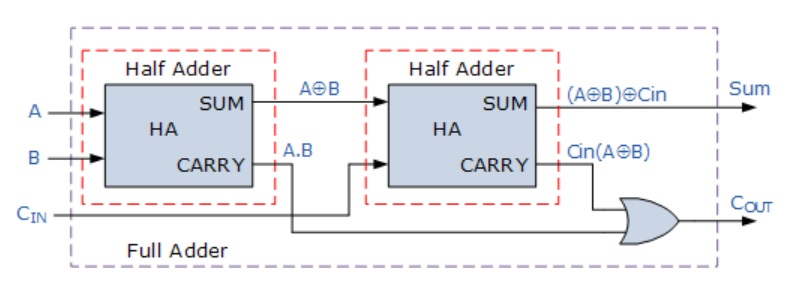 Half Adder
Half Adder
A⊕B
(A⊕B)⊕Cin
Sum
SUM
SUM
A
HA
HA
B
CARRY
A.B
CARRY
Cin(A⊕B)
CIN
COUT
Full Adder